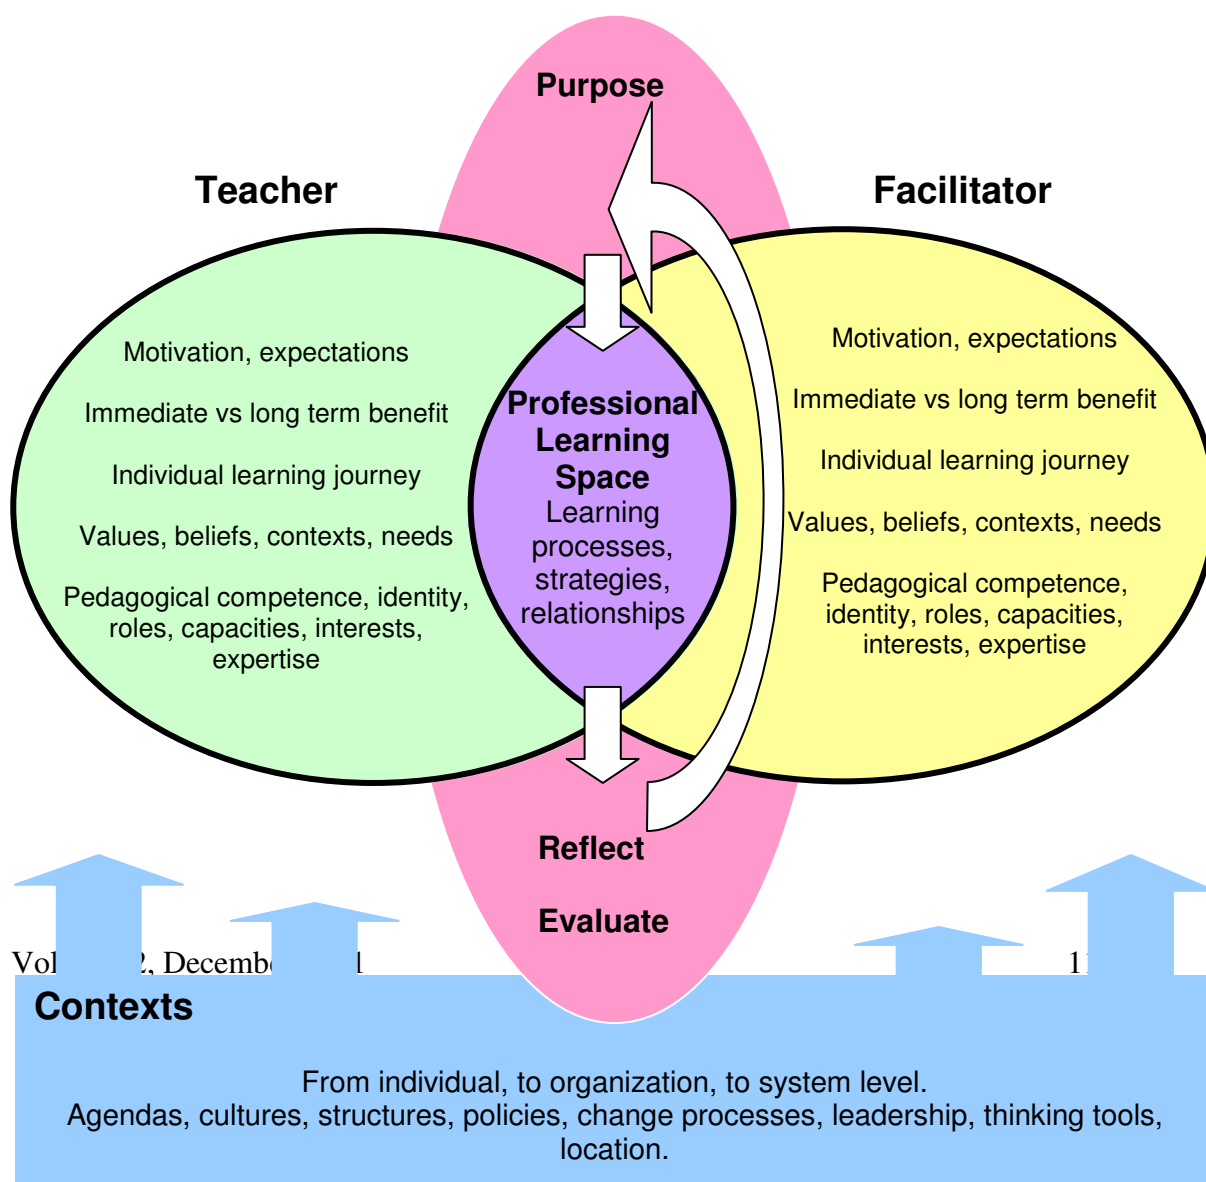 Purpose
Teacher
Facilitator
Motivation, expectations
Immediate vs long term benefit
Individual learning journey
Values, beliefs, contexts, needs
Pedagogical competence, identity,
roles, capacities, interests,
expertise
Professional
Learning
Space
Learning
processes,
strategies,
relationships
Motivation, expectations
Immediate vs long term benefit
Individual learning journey
Values, beliefs, contexts, needs
Pedagogical competence,
identity, roles, capacities,
interests, expertise
Reflect
Evaluate
Contexts
From individual, to organization, to system level.
Agendas, cultures, structures, policies, change processes, leadership, thinking tools,
location.